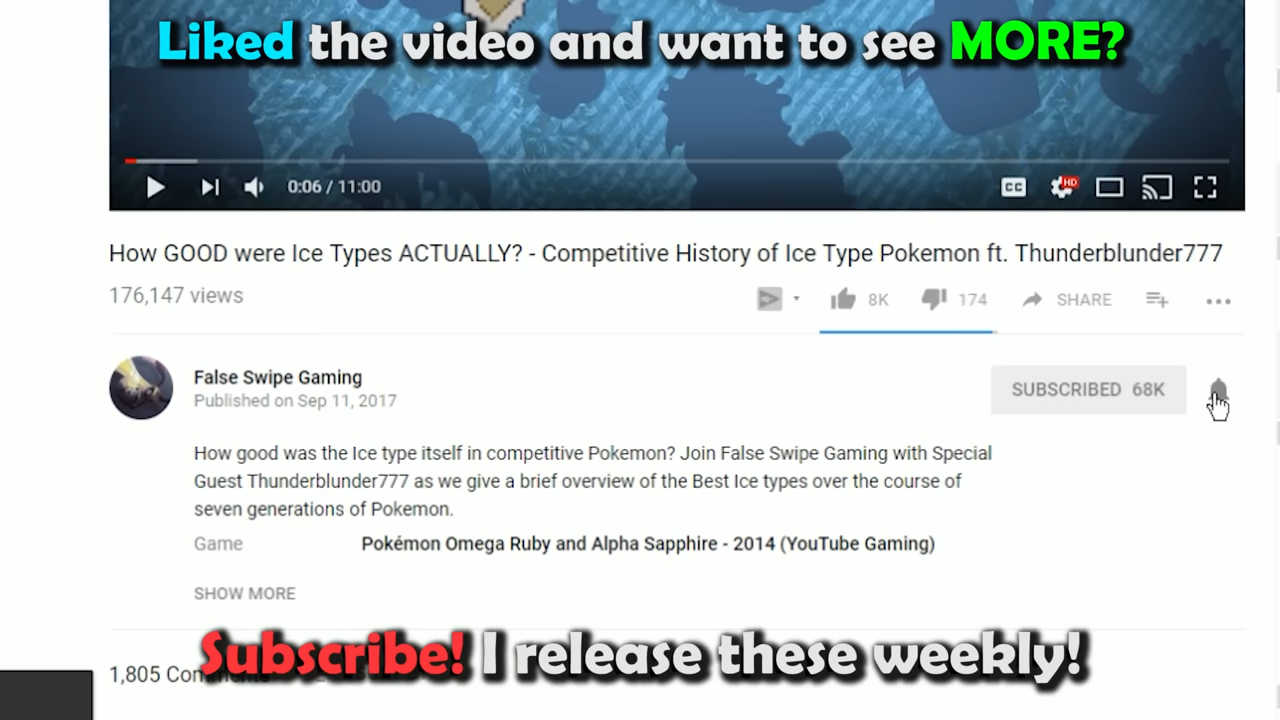 Liked the video and want to see MORE?
0:06 / 11:00
CC
HD
How GOOD were Ice Types ACTUALLY? - Competitive History of Ice Type Pokemon ft. Thunderblunder777
176,147 views
8K
174
SHARE
False Swipe Gaming
Published on Sep 11, 2017
SUBSCRIBED 68K
How good was the Ice type itself in competitive Pokemon? Join False Swipe Gaming with Special
Guest Thunderblunder777 as we give a brief overview of the Best Ice types over the course of
seven generations of Pokemon.
Game Pokémon Omega Ruby and Alpha Sapphire - 2014 (YouTube Gaming)
SHOW MORE
Subscribe! I release these weekly!
1,805 Comments